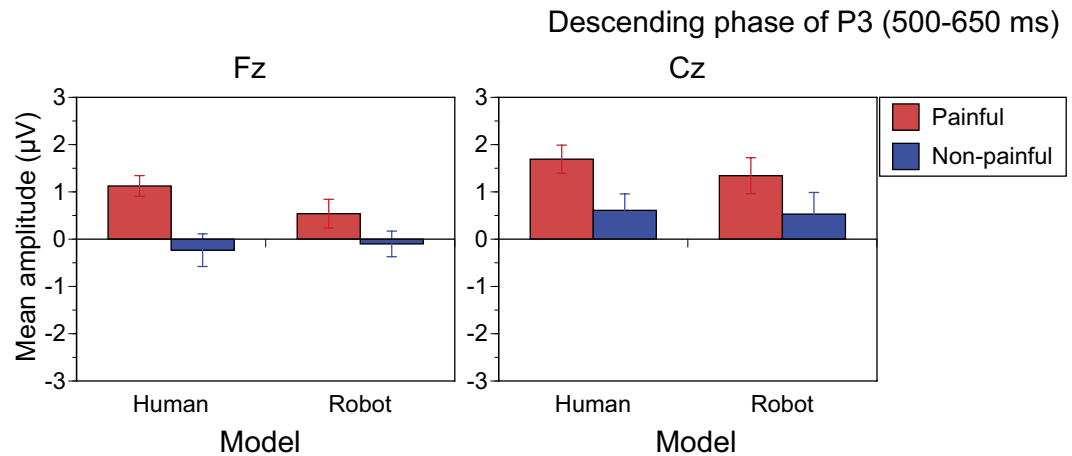 Descending phase of P3 (500-650 ms)
Fz
Cz
Mean amplitude (µV)
3
2
1
0
-1
-2
-3
Human
Robot
Model
3
2
1
0
-1
-2
-3
Human
Robot
Model
Painful
Non-painful